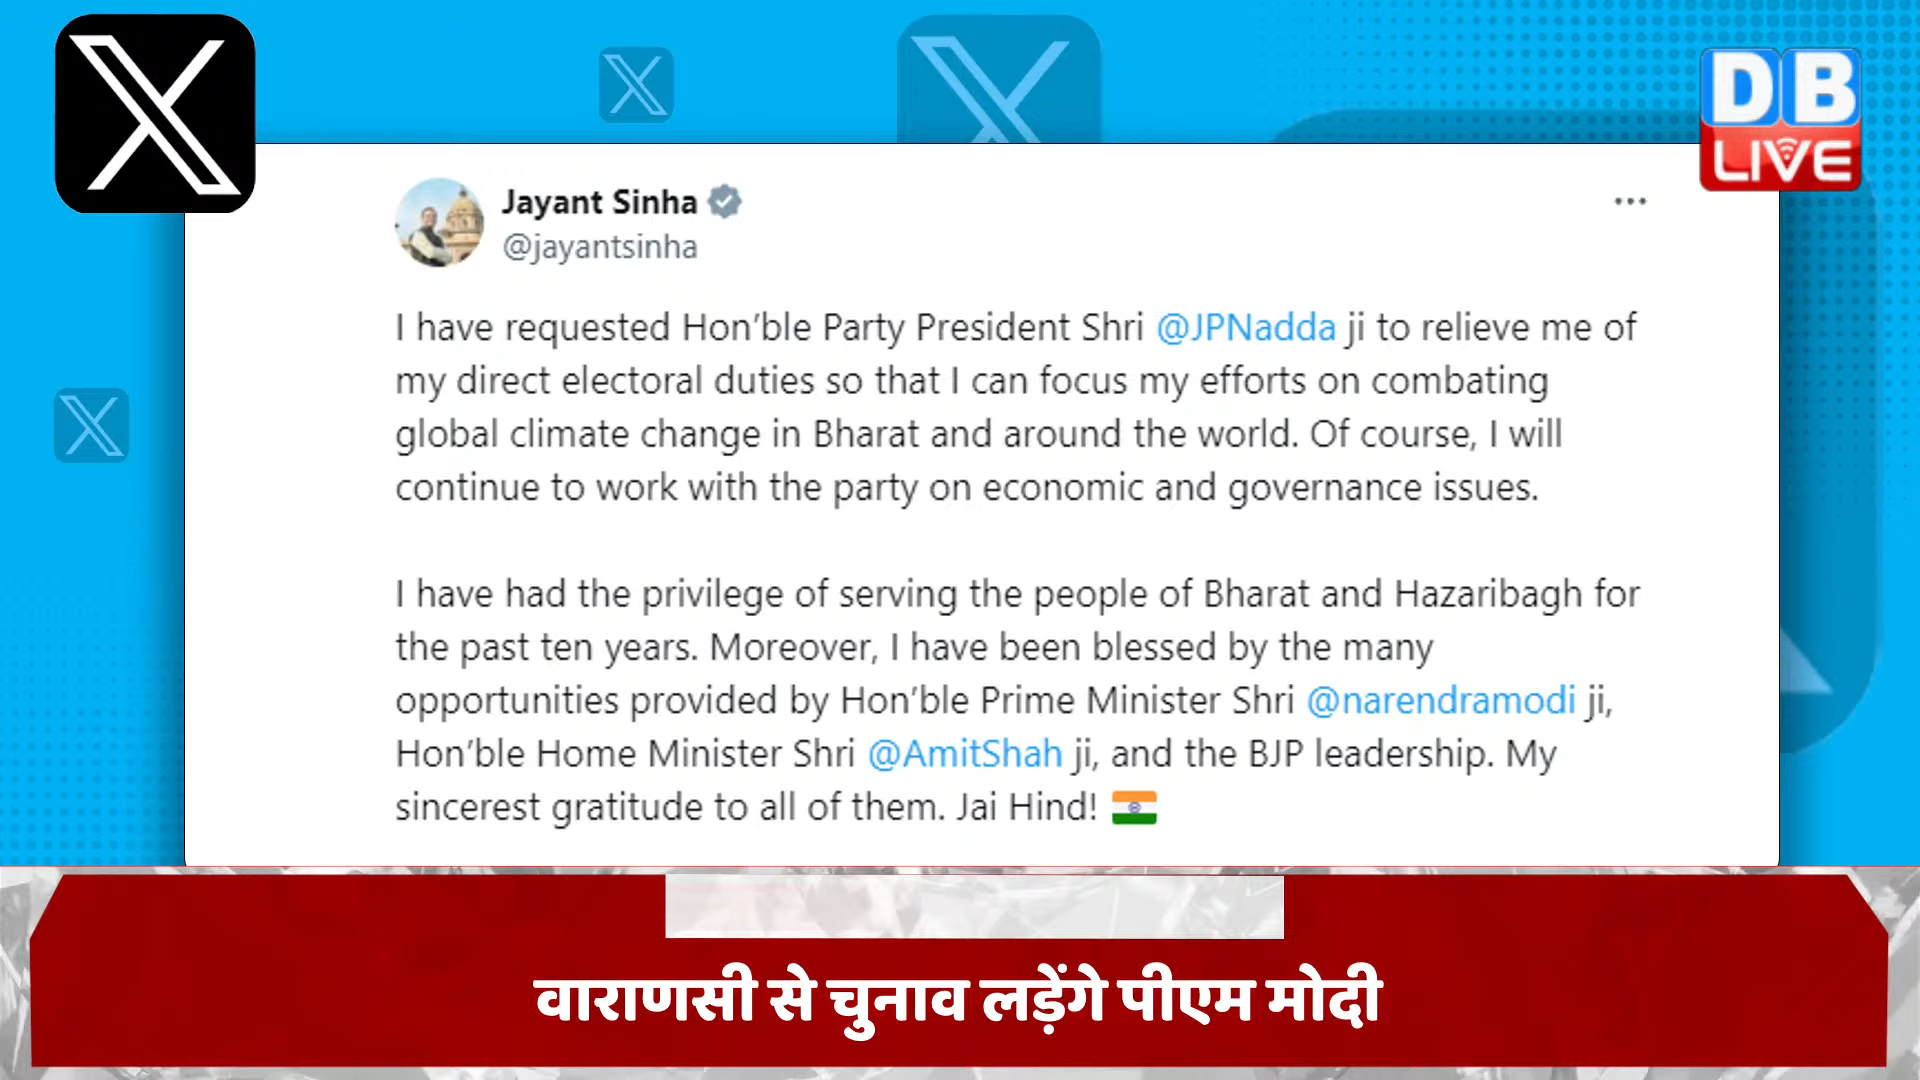 DB
LIVE
Jayant Sinha
@jayantsinha
I have requested Hon’ble Party President Shri @JPNadda ji to relieve me of
my direct electoral duties so that I can focus my efforts on combating
global climate change in Bharat and around the world. Of course, I will
continue to work with the party on economic and governance issues.
I have had the privilege of serving the people of Bharat and Hazaribagh for
the past ten years. Moreover, I have been blessed by the many
opportunities provided by Hon’ble Prime Minister Shri @narendramodi ji,
Hon’ble Home Minister Shri @AmitShah ji, and the BJP leadership. My
sincerest gratitude to all of them. Jai Hind! 🇮🇳
वाराणसी से चुनाव लड़ेंगे पीएम मोदी